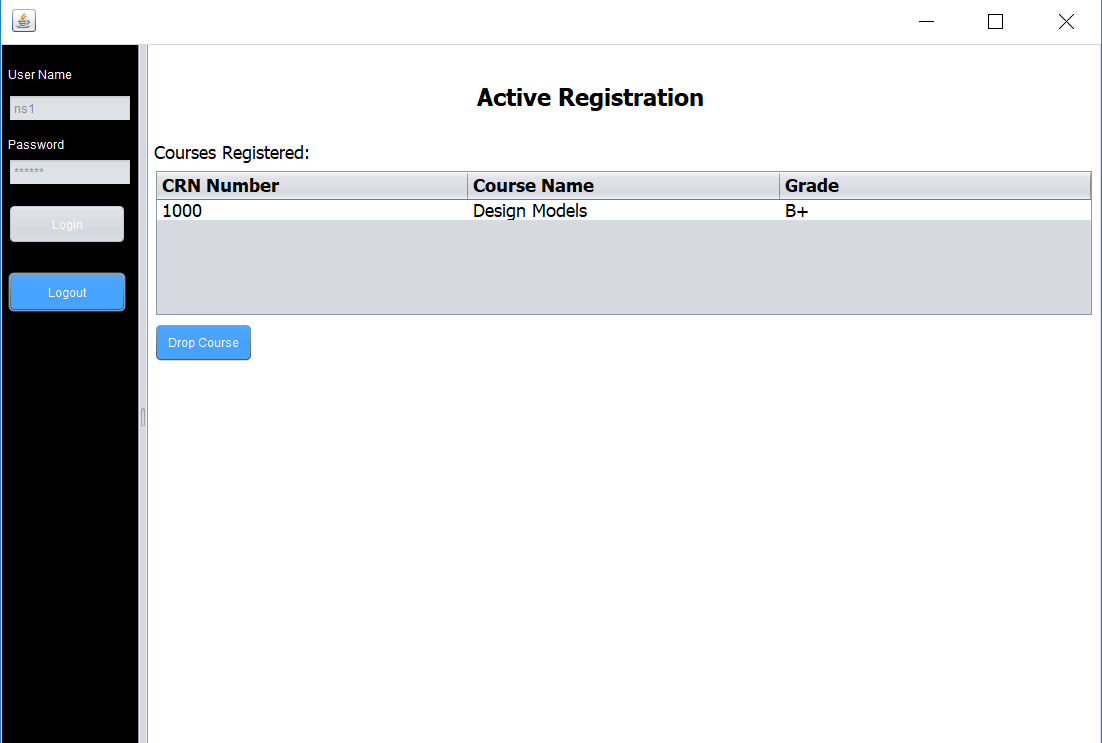 User Name
ns1
Password
******
Login
Logout
Active Registration
Courses Registered:
CRN Number Course Name Grade
1000 Design Models B+
Drop Course